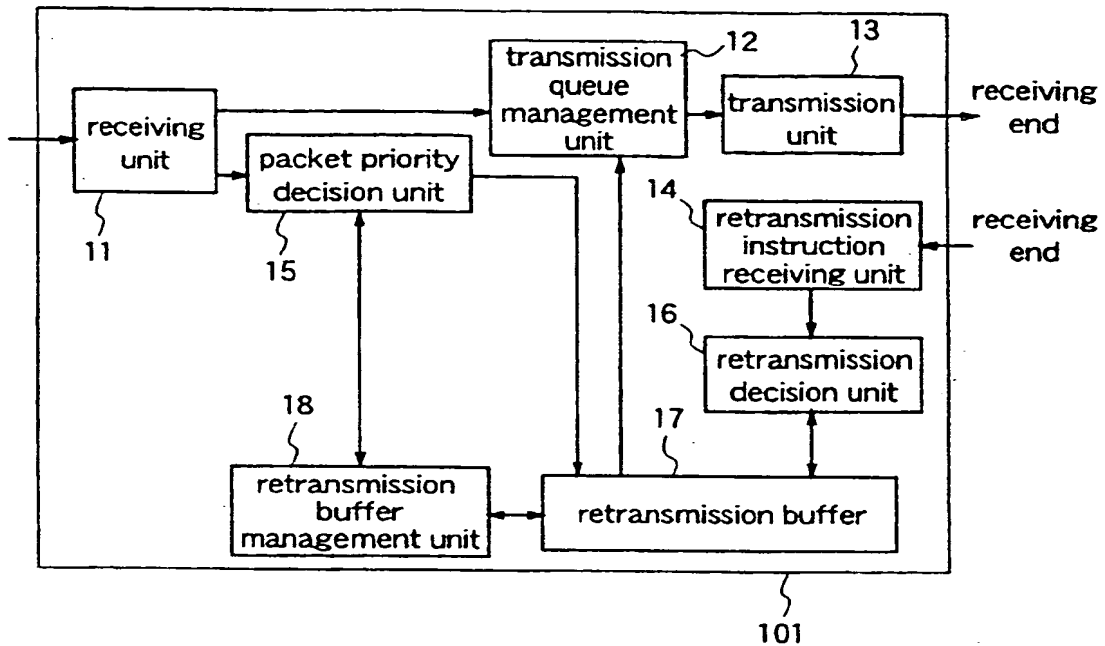 12
13
transmission
queue
management
unit
transmission
unit
receiving
end
receiving
unit
11
packet priority
decision unit
15
14
retransmission
instruction
receiving unit
receiving
end
16
retransmission
decision unit
18
retransmission
buffer
management unit
17
retransmission buffer
101